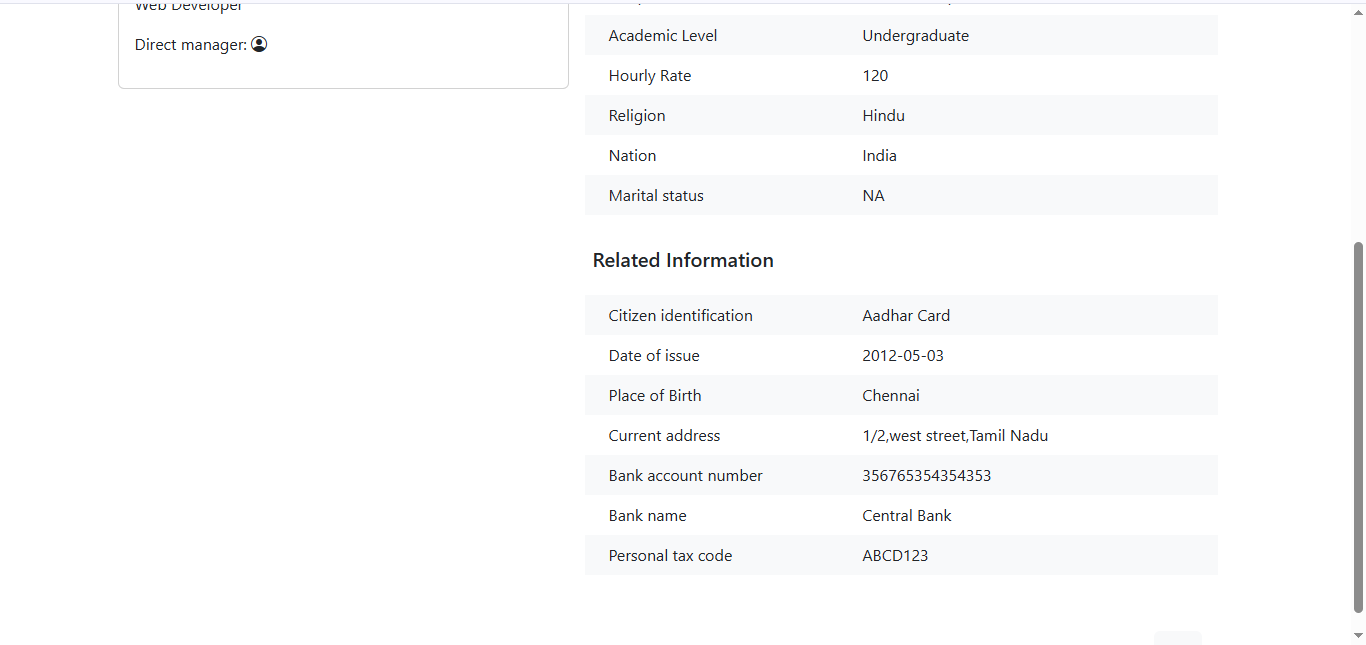 Web Developer
Direct manager:
Academic Level Undergraduate
Hourly Rate 120
Religion Hindu
Nation India
Marital status NA
Related Information
Citizen identification Aadhar Card
Date of issue 2012-05-03
Place of Birth Chennai
Current address 1/2,west street,Tamil Nadu
Bank account number 356765354354353
Bank name Central Bank
Personal tax code ABCD123